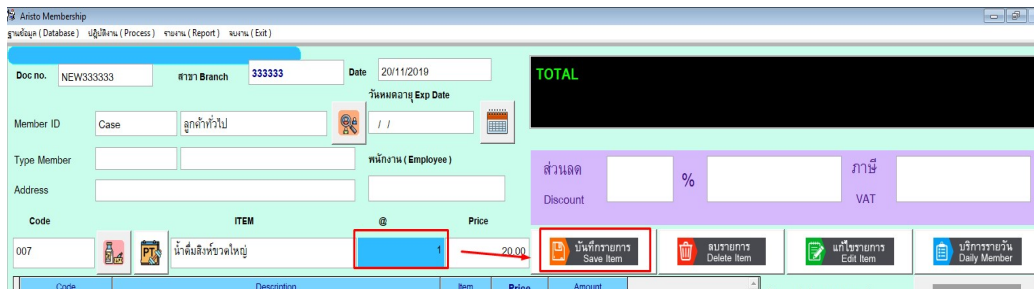 Aristo Membership
ฐานข้อมูล ( Database ) ปฏิบัติงาน ( Process ) รายงาน ( Report ) จบงาน ( Exit )
Doc no. NEW333333 สาขา Branch 333333 Date 20/11/2019 TOTAL
วันหมดอายุ Exp Date
Member ID Case ลูกค้าทั่วไป / /
Type Member พนักงาน ( Employee )
ส่วนลด % ภาษี
Address
Discount VAT
Code ITEM @ Price
007 PT น้ำดื่มสิงห์ขวดใหญ่ 1 20.00
บันทึกรายการ ลบรายการ แก้ไขรายการ บริการรายวัน
Save Item Delete Item Edit Item Daily Member
Code Description Item Price Amount